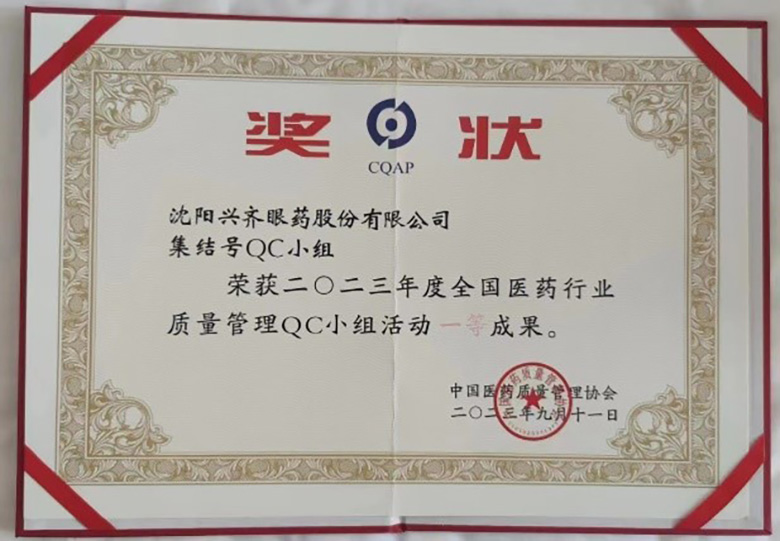 奖 状
CQAP
沈阳兴齐眼药股份有限公司
集结号QC小组
荣获二〇二三年度全国医药行业
质量管理QC小组活动一等成果。
中国医药质量管理协会
二〇二三年九月十一日